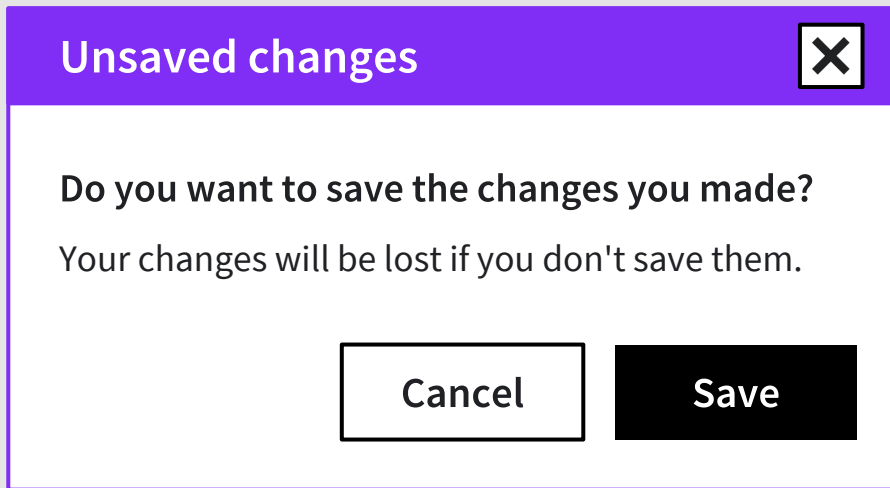 Unsaved changes
Do you want to save the changes you made?
Your changes will be lost if you don't save them.
Cancel
Save